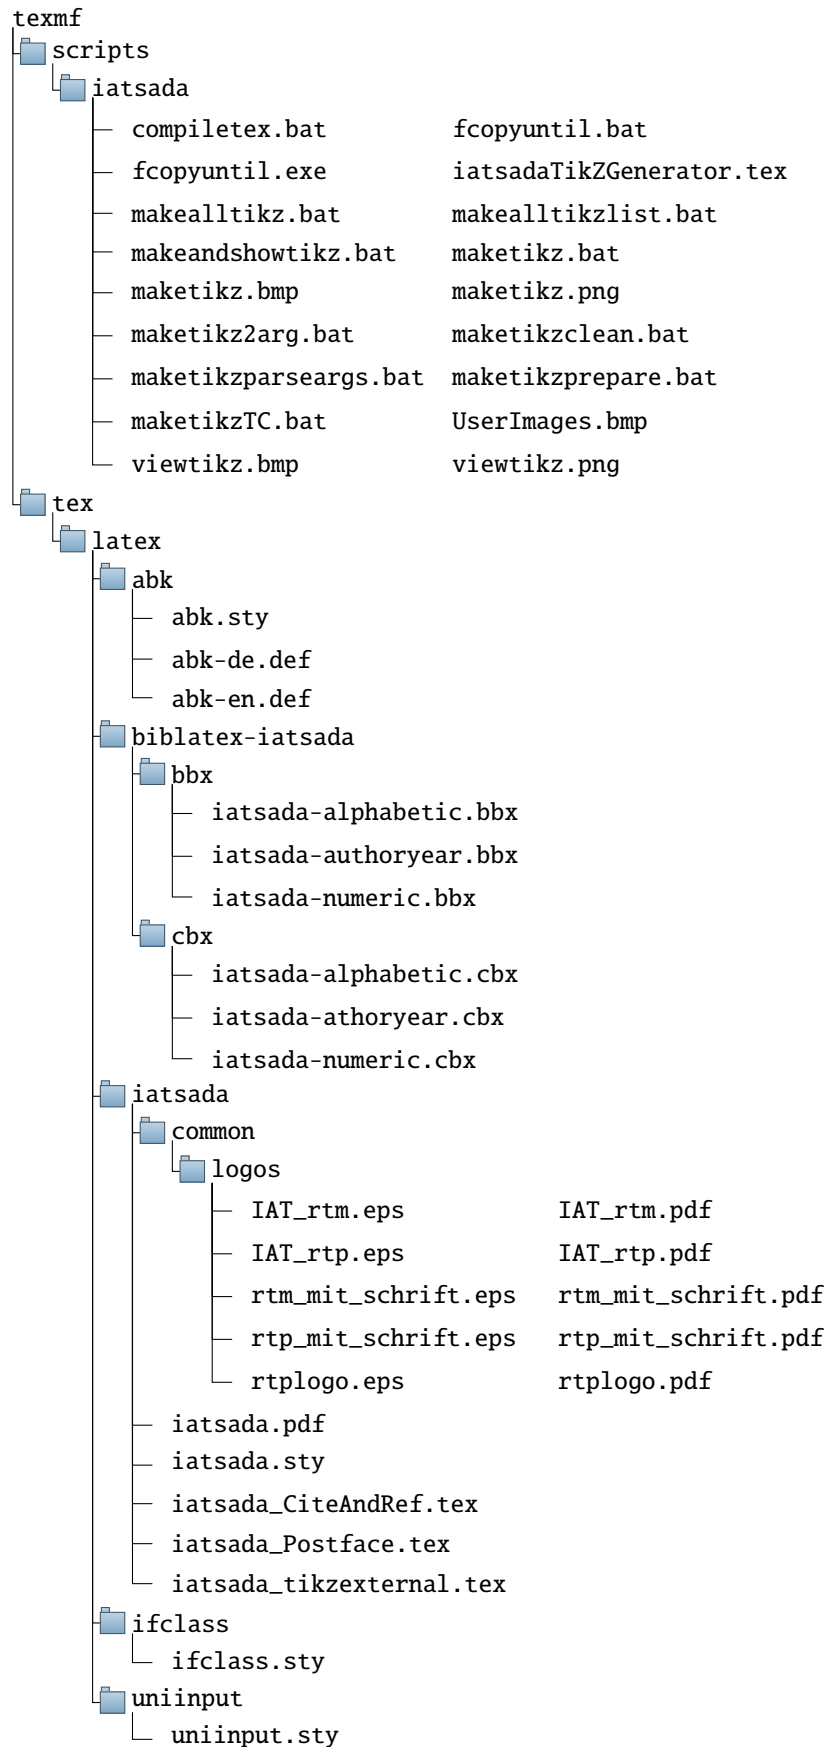 texmf
scripts
iatsada
compiletex.bat fcopyuntil.bat
fcopyuntil.exe iatsadaTikZGenerator.tex
makealltikz.bat makealltikzlist.bat
makeandshowtikz.bat maketikz.bat
maketikz.bmp maketikz.png
maketikz2arg.bat maketikzclean.bat
maketikzparseargs.bat maketikzprepare.bat
maketikzTC.bat UserImages.bmp
viewtikz.bmp viewtikz.png
tex
latex
abk
abk.sty
abk-de.def
abk-en.def
biblatex-iatsada
bbx
iatsada-alphabetic.bbx
iatsada-authoryear.bbx
iatsada-numeric.bbx
cbx
iatsada-alphabetic.cbx
iatsada-athoryear.cbx
iatsada-numeric.cbx
iatsada
common
logos
IAT_rtm.eps IAT_rtm.pdf
IAT_rtp.eps IAT_rtp.pdf
rtm_mit_schrift.eps rtm_mit_schrift.pdf
rtp_mit_schrift.eps rtp_mit_schrift.pdf
rtplogo.eps rtplogo.pdf
iatsada.pdf
iatsada.sty
iatsada_CiteAndRef.tex
iatsada_Postface.tex
iatsada_tikzexternal.tex
ifclass
ifclass.sty
uniinput
uniinput.sty